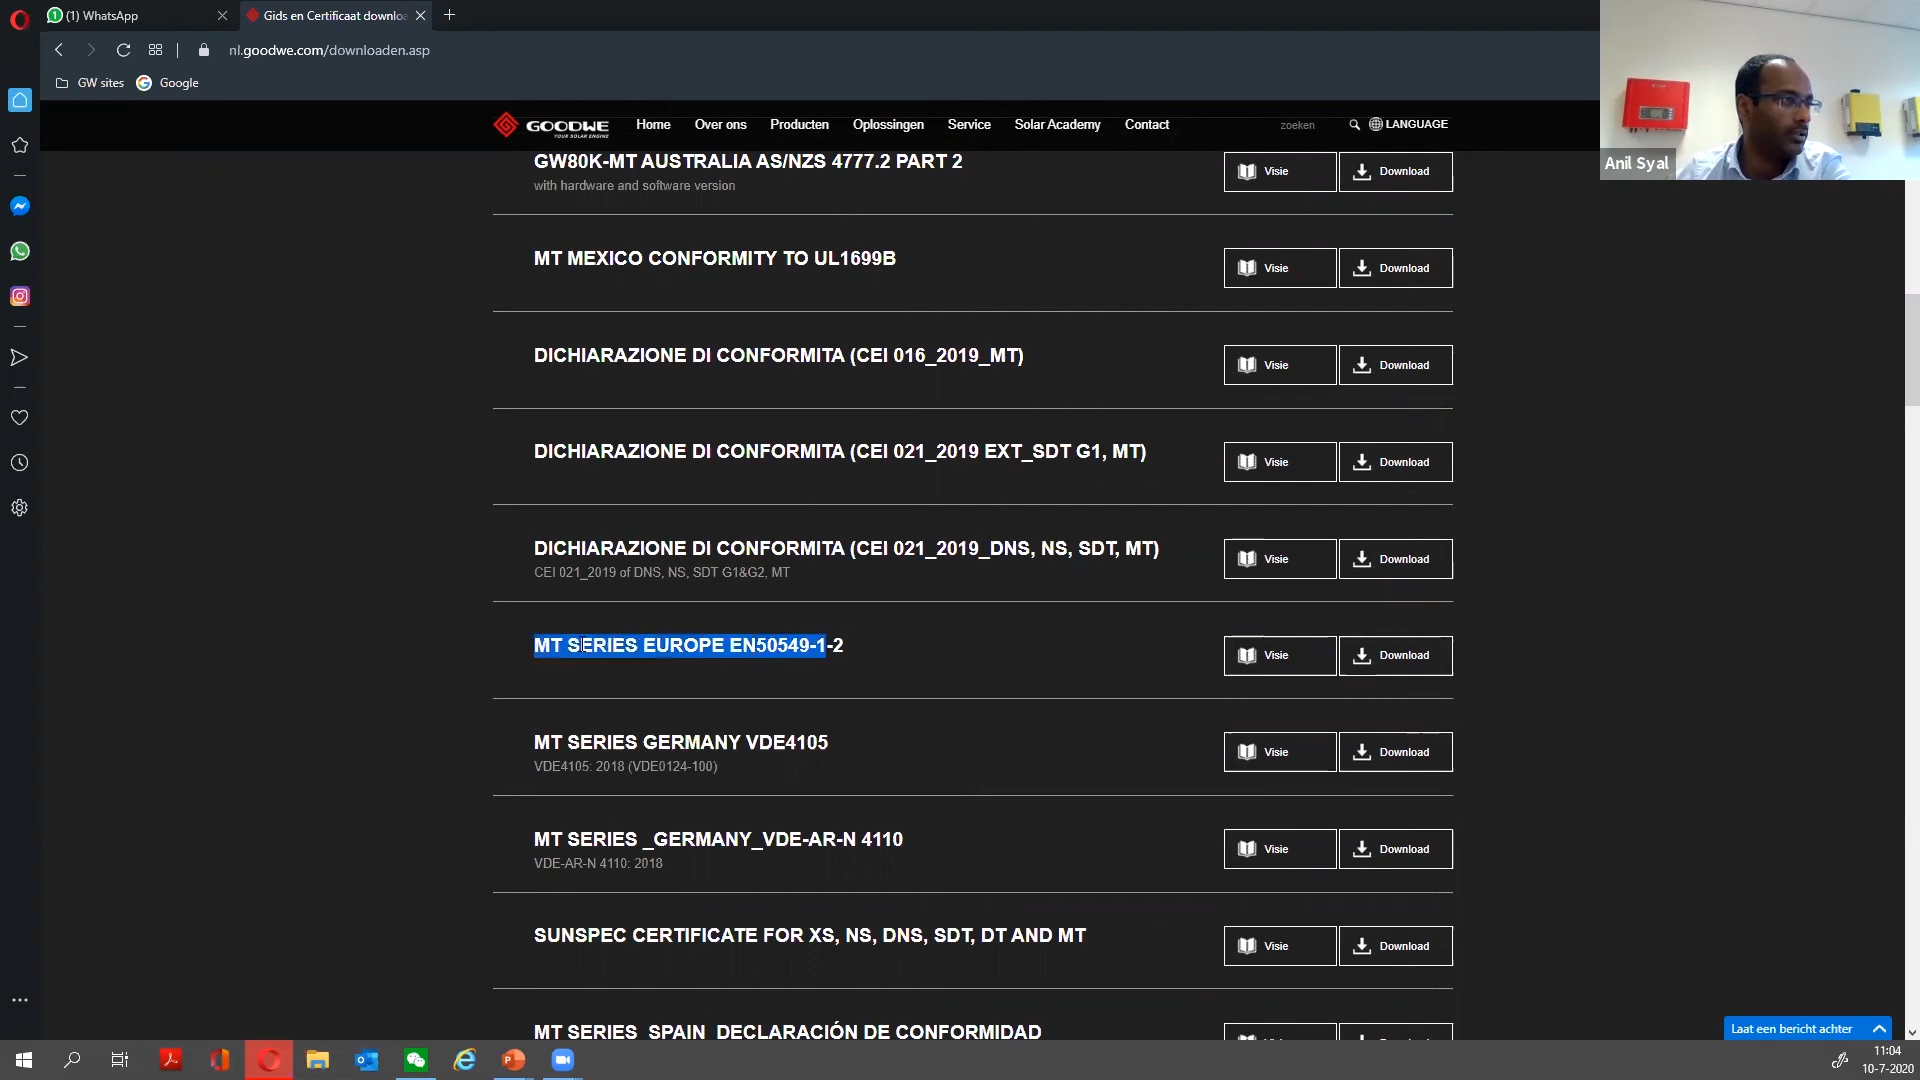 (1) WhatsApp
Gids en Certificaat downloa
nl.goodwe.com/downloaden.asp
GW sites
Google
GOODWE
YOUR SOLAR ENGINE
Home
Over ons
Producten
Oplossingen
Service
Solar Academy
Contact
zoeken
LANGUAGE
Anil Syal
GW80K-MT AUSTRALIA AS/NZS 4777.2 PART 2
with hardware and software version
Visie
Download
MT MEXICO CONFORMITY TO UL1699B
Visie
Download
DICHIARAZIONE DI CONFORMITA (CEI 016_2019_MT)
Visie
Download
DICHIARAZIONE DI CONFORMITA (CEI 021_2019 EXT_SDT G1, MT)
Visie
Download
DICHIARAZIONE DI CONFORMITA (CEI 021_2019_DNS, NS, SDT, MT)
CEI 021_2019 of DNS, NS, SDT G1&G2, MT
Visie
Download
MT SERIES EUROPE EN50549-1-2
Visie
Download
MT SERIES GERMANY VDE4105
VDE4105: 2018 (VDE0124-100)
Visie
Download
MT SERIES _GERMANY_VDE-AR-N 4110
VDE-AR-N 4110: 2018
Visie
Download
SUNSPEC CERTIFICATE FOR XS, NS, DNS, SDT, DT AND MT
Visie
Download
MT SERIES_SPAIN_DECLARACIÓN DE CONFORMIDAD
Laat een bericht achter
11:04
10-7-2020